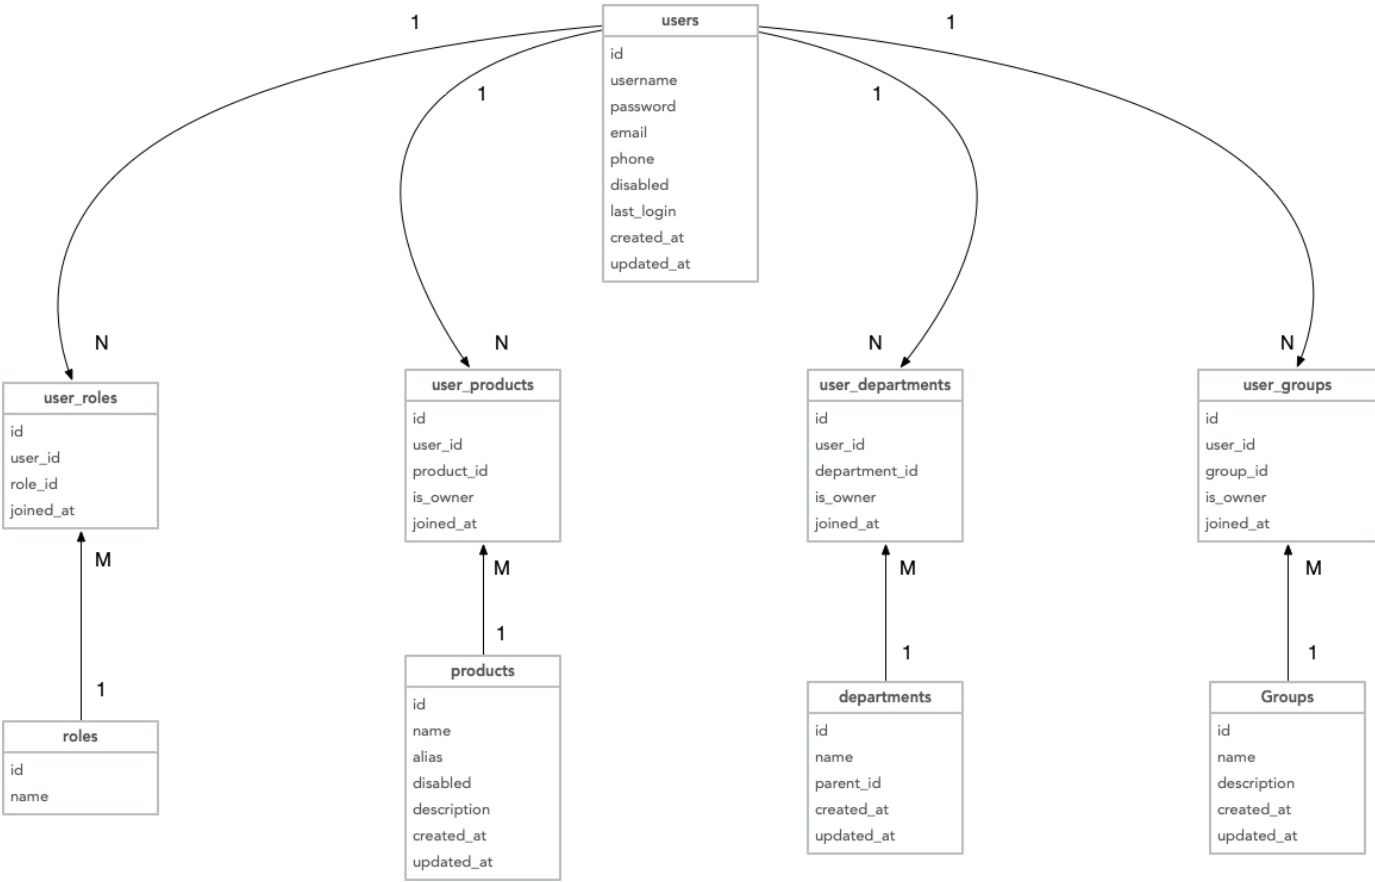 1
users
1
id
username
password
email
phone
disabled
last_login
created_at
updated_at
1
1
N
N
N
N
user_roles
id
user_id
role_id
joined_at
user_products
id
user_id
product_id
is_owner
joined_at
user_departments
id
user_id
department_id
is_owner
joined_at
user_groups
id
user_id
group_id
is_owner
joined_at
M
M
M
M
1
1
1
1
roles
id
name
products
id
name
alias
disabled
description
created_at
updated_at
departments
id
name
parent_id
created_at
updated_at
Groups
id
name
description
created_at
updated_at